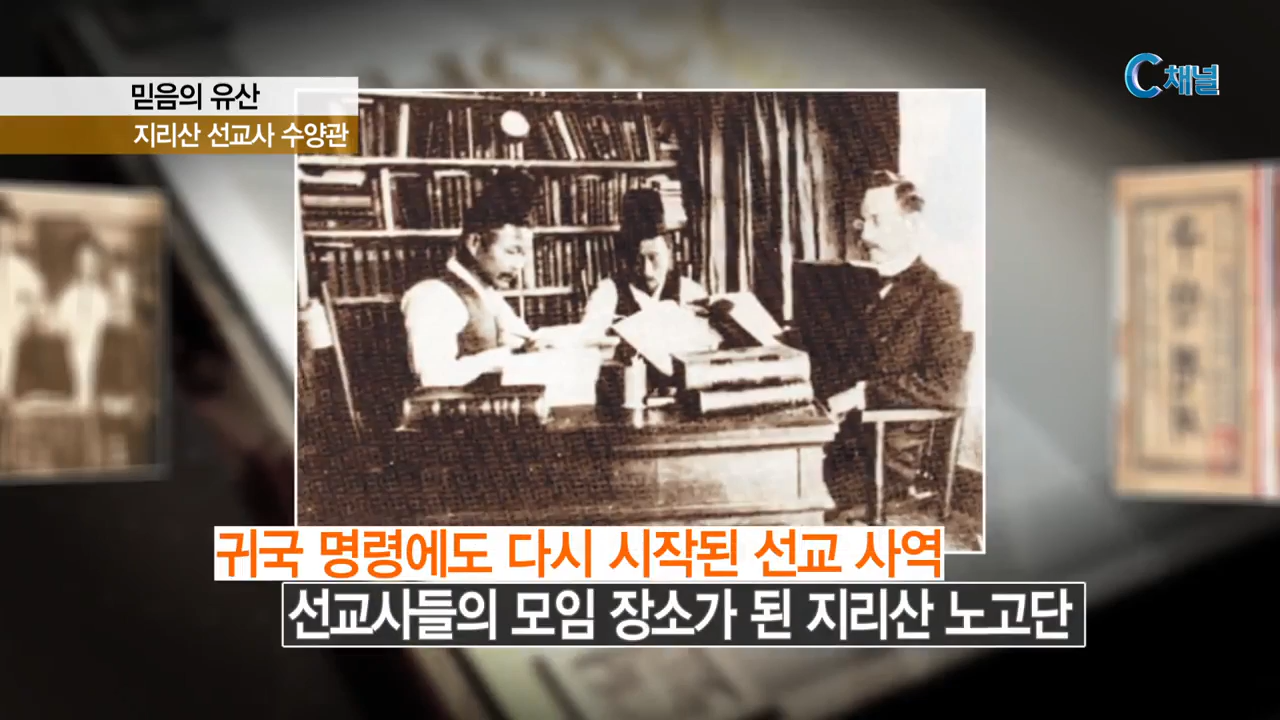 믿음의 유산
지리산 선교사 수양관
C채널
귀국 명령에도 다시 시작된 선교 사역
선교사들의 모임 장소가 된 지리산 노고단